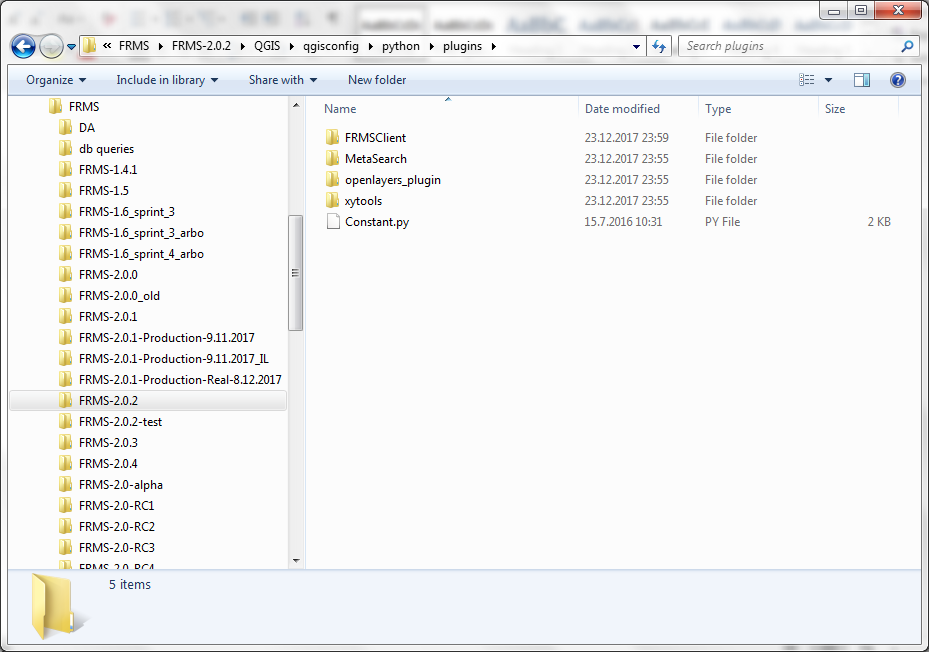 « FRMS ▸ FRMS-2.0.2 ▸ QGIS ▸ qgisconfig ▸ python ▸ plugins ▸
Search plugins
Organize Include in library Share with New folder
FRMS
DA
db queries
FRMS-1.4.1
FRMS-1.5
FRMS-1.6_sprint_3
FRMS-1.6_sprint_3_arbo
FRMS-1.6_sprint_4_arbo
FRMS-2.0.0
FRMS-2.0.0_old
FRMS-2.0.1
FRMS-2.0.1-Production-9.11.2017
FRMS-2.0.1-Production-9.11.2017_IL
FRMS-2.0.1-Production-Real-8.12.2017
FRMS-2.0.2
FRMS-2.0.2-test
FRMS-2.0.3
FRMS-2.0.4
FRMS-2.0-alpha
FRMS-2.0-RC1
FRMS-2.0-RC2
FRMS-2.0-RC3
FRMS-2.0-RC4
Name Date modified Type Size
FRMSClient 23.12.2017 23:59 File folder
MetaSearch 23.12.2017 23:55 File folder
openlayers_plugin 23.12.2017 23:55 File folder
xytools 23.12.2017 23:55 File folder
Constant.py 15.7.2016 10:31 PY File 2 KB
5 items